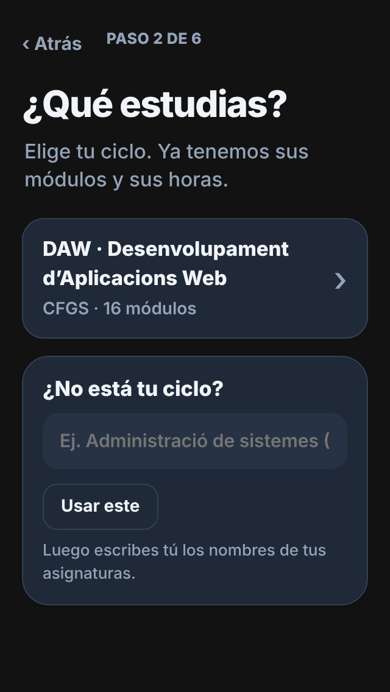 ‹ Atrás PASO 2 DE 6
¿Qué estudias?
Elige tu ciclo. Ya tenemos sus
módulos y sus horas.
DAW · Desenvolupament
d’Aplicacions Web
CFGS · 16 módulos
›
¿No está tu ciclo?
Ej. Administració de sistemes (
Usar este
Luego escribes tú los nombres de tus
asignaturas.